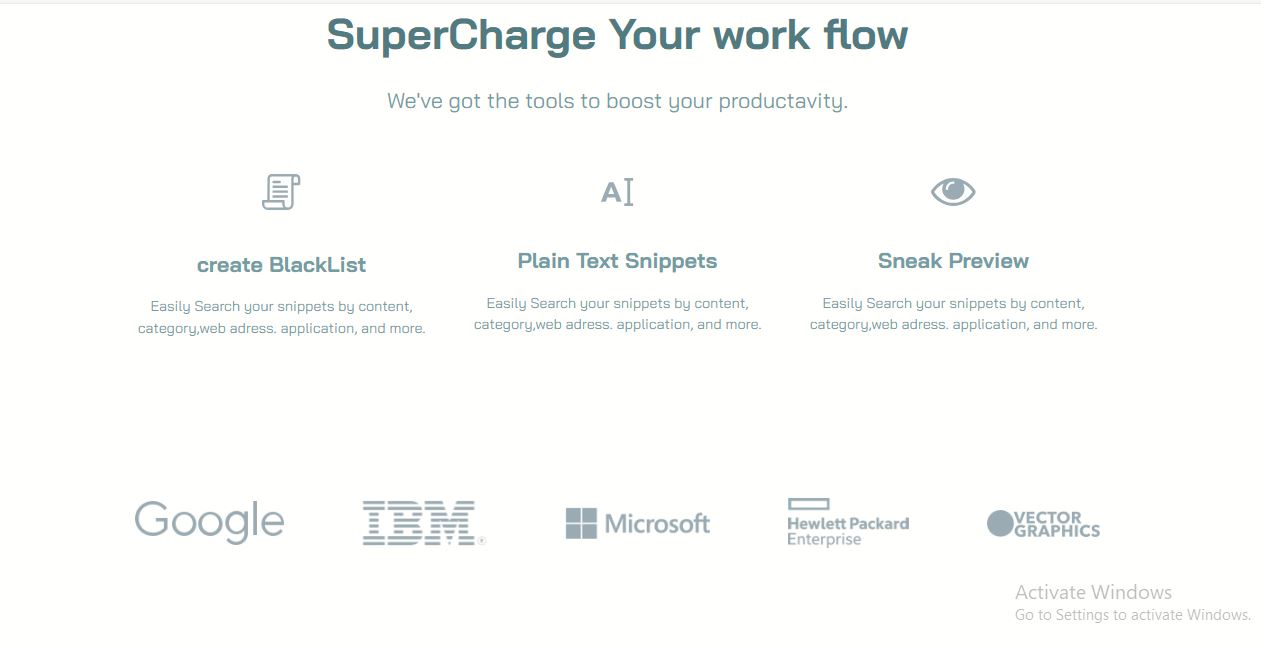 SuperCharge Your work flow
We've got the tools to boost your productavity.
A
create BlackList
Easily Search your snippets by content,
category,web adress. application, and more.
Plain Text Snippets
Easily Search your snippets by content,
category,web adress. application, and more.
Sneak Preview
Easily Search your snippets by content,
category,web adress. application, and more.
Google
IBM®
Microsoft
Hewlett Packard
Enterprise
VECTOR
GRAPHICS
Activate Windows
Go to Settings to activate Windows.